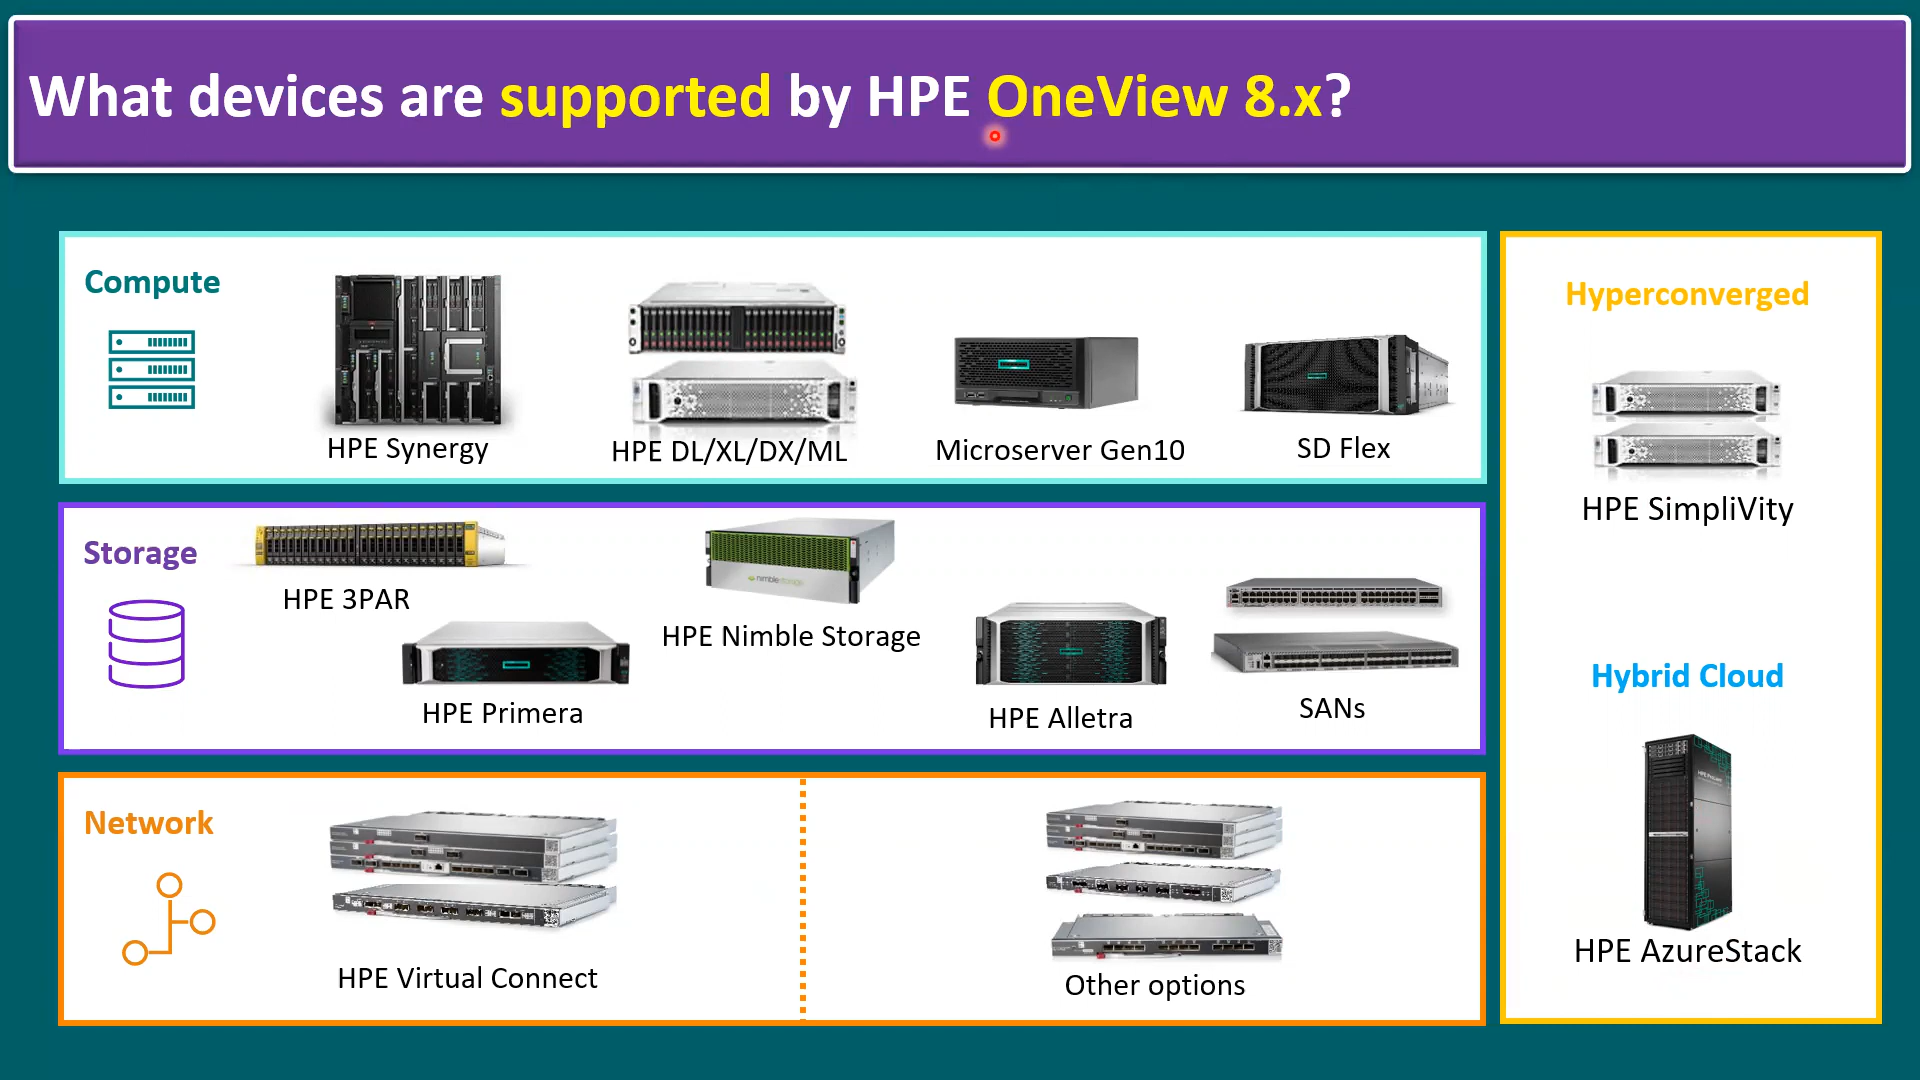 What devices are supported by HPE OneView 8.x?
Compute
HPE Synergy
HPE DL/XL/DX/ML
Microserver Gen10
SD Flex
Storage
HPE 3PAR
HPE Primera
nimblestorage
HPE Nimble Storage
HPE Alletra
SANs
Network
HPE Virtual Connect
Other options
Hyperconverged
HPE SimpliVity
Hybrid Cloud
HPE AzureStack